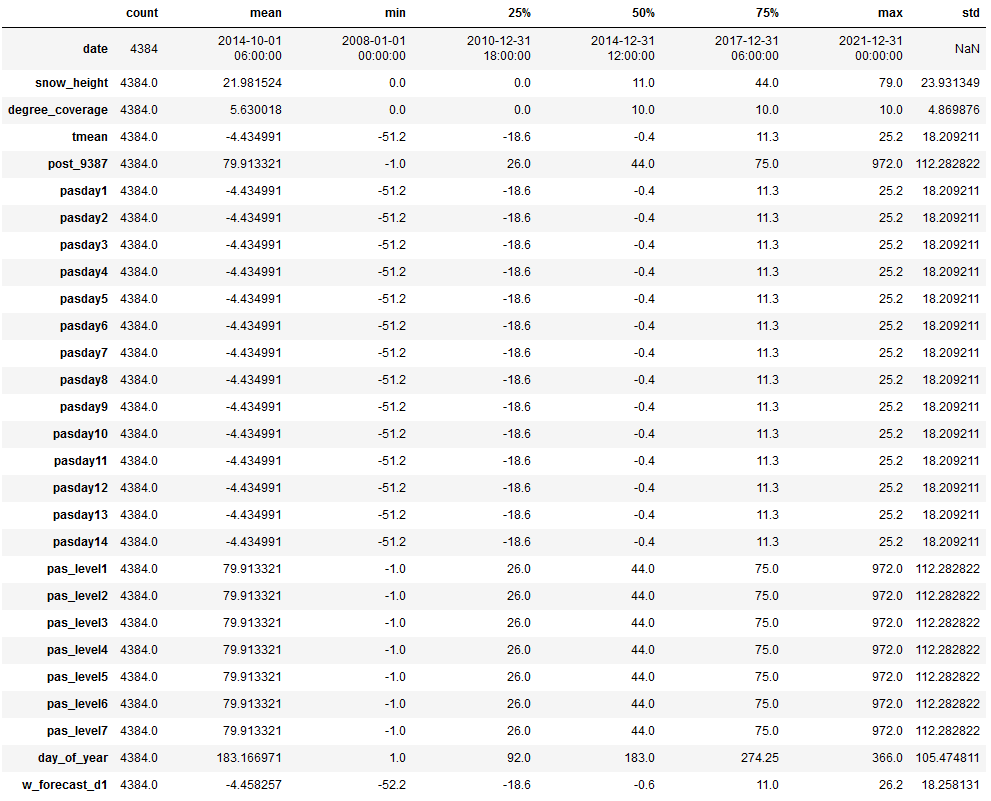 count mean min 25% 50% 75% max std
date 4384 2014-10-01 06:00:00 2008-01-01 00:00:00 2010-12-31 18:00:00 2014-12-31 12:00:00 2017-12-31 06:00:00 2021-12-31 00:00:00 NaN
snow_height 4384.0 21.981524 0.0 0.0 11.0 44.0 79.0 23.931349
degree_coverage 4384.0 5.630018 0.0 0.0 10.0 10.0 10.0 4.869876
tmean 4384.0 -4.434991 -51.2 -18.6 -0.4 11.3 25.2 18.209211
post_9387 4384.0 79.913321 -1.0 26.0 44.0 75.0 972.0 112.282822
pasday1 4384.0 -4.434991 -51.2 -18.6 -0.4 11.3 25.2 18.209211
pasday2 4384.0 -4.434991 -51.2 -18.6 -0.4 11.3 25.2 18.209211
pasday3 4384.0 -4.434991 -51.2 -18.6 -0.4 11.3 25.2 18.209211
pasday4 4384.0 -4.434991 -51.2 -18.6 -0.4 11.3 25.2 18.209211
pasday5 4384.0 -4.434991 -51.2 -18.6 -0.4 11.3 25.2 18.209211
pasday6 4384.0 -4.434991 -51.2 -18.6 -0.4 11.3 25.2 18.209211
pasday7 4384.0 -4.434991 -51.2 -18.6 -0.4 11.3 25.2 18.209211
pasday8 4384.0 -4.434991 -51.2 -18.6 -0.4 11.3 25.2 18.209211
pasday9 4384.0 -4.434991 -51.2 -18.6 -0.4 11.3 25.2 18.209211
pasday10 4384.0 -4.434991 -51.2 -18.6 -0.4 11.3 25.2 18.209211
pasday11 4384.0 -4.434991 -51.2 -18.6 -0.4 11.3 25.2 18.209211
pasday12 4384.0 -4.434991 -51.2 -18.6 -0.4 11.3 25.2 18.209211
pasday13 4384.0 -4.434991 -51.2 -18.6 -0.4 11.3 25.2 18.209211
pasday14 4384.0 -4.434991 -51.2 -18.6 -0.4 11.3 25.2 18.209211
pas_level1 4384.0 79.913321 -1.0 26.0 44.0 75.0 972.0 112.282822
pas_level2 4384.0 79.913321 -1.0 26.0 44.0 75.0 972.0 112.282822
pas_level3 4384.0 79.913321 -1.0 26.0 44.0 75.0 972.0 112.282822
pas_level4 4384.0 79.913321 -1.0 26.0 44.0 75.0 972.0 112.282822
pas_level5 4384.0 79.913321 -1.0 26.0 44.0 75.0 972.0 112.282822
pas_level6 4384.0 79.913321 -1.0 26.0 44.0 75.0 972.0 112.282822
pas_level7 4384.0 79.913321 -1.0 26.0 44.0 75.0 972.0 112.282822
day_of_year 4384.0 183.166971 1.0 92.0 183.0 274.25 366.0 105.474811
w_forecast_d1 4384.0 -4.458257 -52.2 -18.6 -0.6 11.0 26.2 18.258131